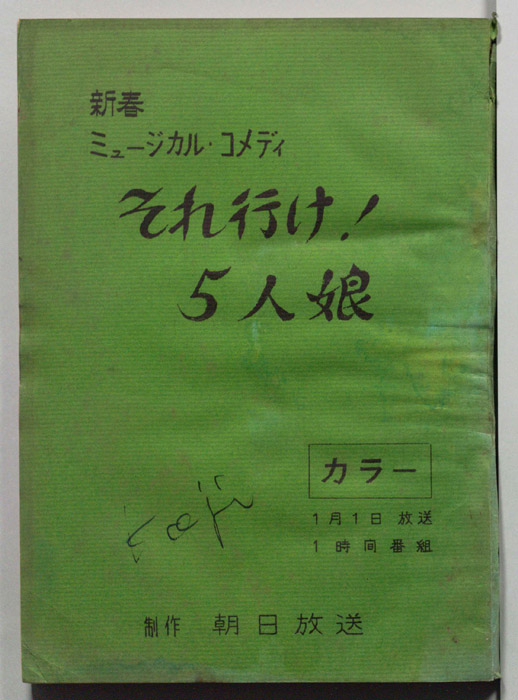 新春
ミュージカル・コメディ
それ行け!
5人娘
カラー
1月1日 放送
1時間番組
制作 朝日放送